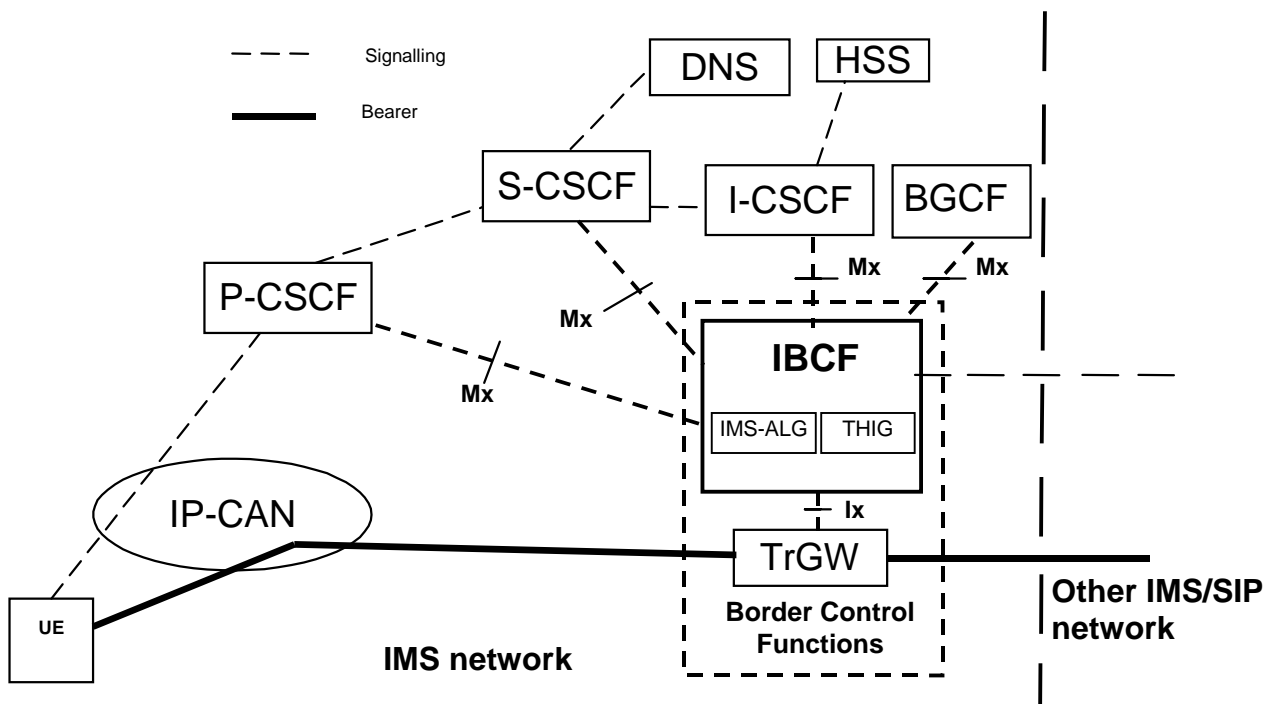 Signalling
Bearer
DNS
HSS
S-CSCF
I-CSCF
BGCF
P-CSCF
Mx
Mx
Mx
Mx
IBCF
IMS-ALG
THIG
Ix
IP-CAN
TrGW
UE
Border Control
Functions
IMS network
Other IMS/SIP
network